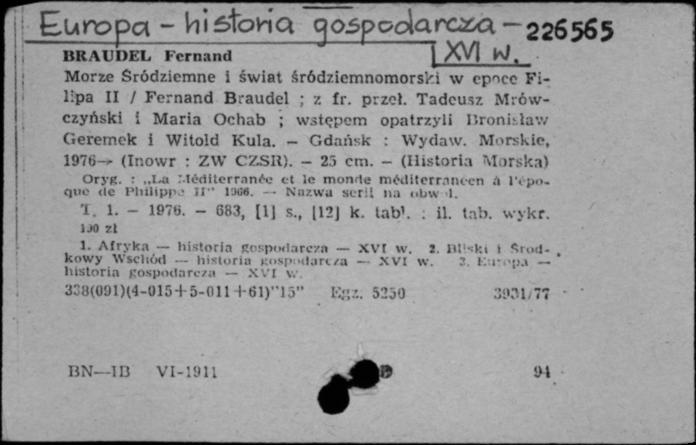 Europa - historia gospodarcza - 226565
XVI w.
BRAUDEL Fernand
Morze Śródziemne i świat śródziemnomorski w epoce Fi-
lipa II / Fernand Braudel ; z fr. przeł. Tadeusz Mrów-
czyński i Maria Ochab ; wstępem opatrzyli Bronisław
Geremek i Witold Kula. — Gdańsk : Wydaw. Morskie,
1976→ (Inowr : ZW CZSR). — 25 cm. — (Historia Morska)
Oryg. : „La Méditerranée et le monde méditerranéen à l'épo-
que de Philippe II" 1966. — Nazwa serii na obwol.
T. 1. — 1976. — 683, [1] s., [12] k. tabl. : il. tab. wykr.
100 zł
1. Afryka — historia gospodarcza — XVI w. 2. Bliski i Środ-
kowy Wschód — historia gospodarcza — XVI w. 3. Europa —
historia gospodarcza — XVI w.
338(091)(4-015+5-011+61)"15" Egz. 5250 3931/77
BN—IB VI-1911 94